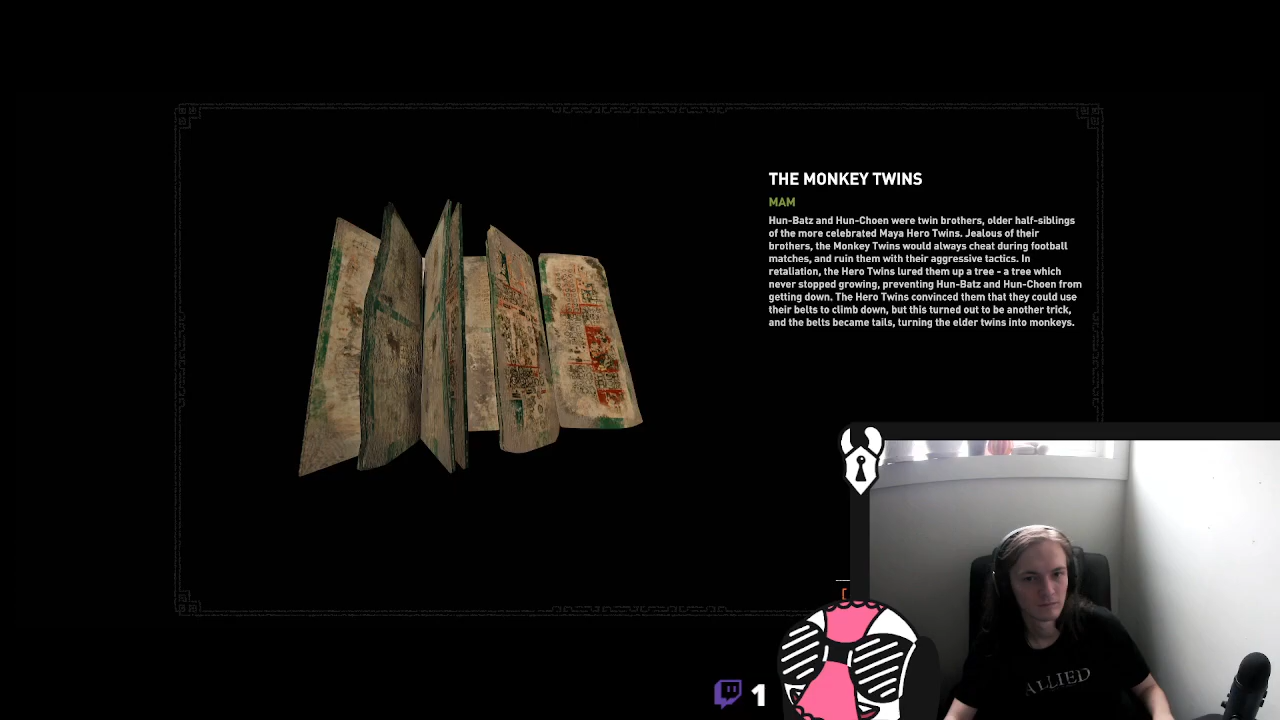 THE MONKEY TWINS
MAM
Hun-Batz and Hun-Choen were twin brothers, older half-siblings
of the more celebrated Maya Hero Twins. Jealous of their
brothers, the Monkey Twins would always cheat during football
matches, and ruin them with their aggressive tactics. In
retaliation, the Hero Twins lured them up a tree - a tree which
never stopped growing, preventing Hun-Batz and Hun-Choen from
getting down. The Hero Twins convinced them that they could use
their belts to climb down, but this turned out to be another trick,
and the belts became tails, turning the elder twins into monkeys.
ALLIED
1